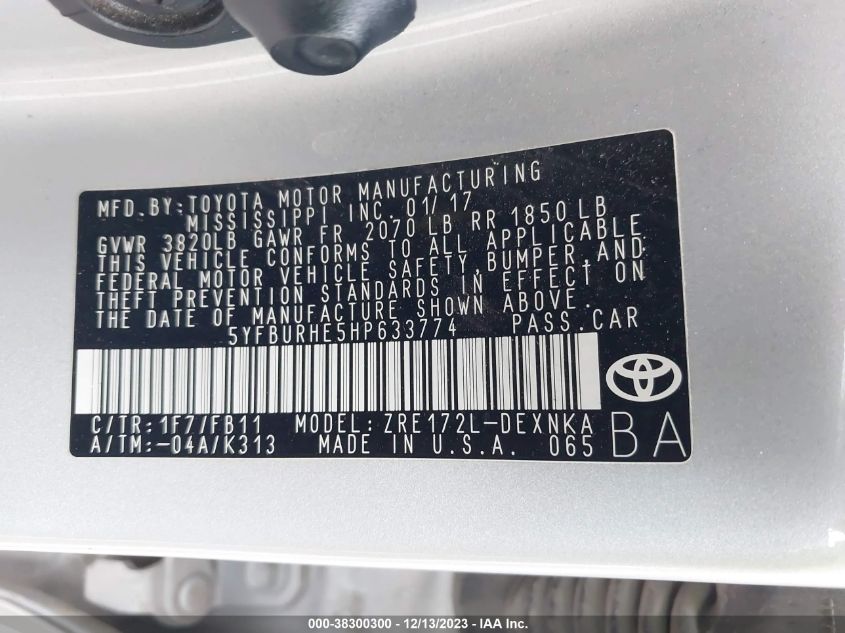 MFD.BY:TOYOTA MOTOR MANUFACTURING
MISSISSIPPI INC. 01/17
GVWR 3820LB GAWR FR 2070LB RR 1850LB
THIS VEHICLE CONFORMS TO ALL APPLICABLE
FEDERAL MOTOR VEHICLE SAFETY,BUMPER,AND
THEFT PREVENTION STANDARDS IN EFFECT ON
THE DATE OF MANUFACTURE SHOWN ABOVE.
5YFBURHE5HP633774 PASS.CAR
C/TR:1F7/FB11 MODEL:ZRE172L-DEXNKA
A/TM:-04A/K313 MADE IN U.S.A. 065
BA
000-38300300 - 12/13/2023 - IAA Inc.